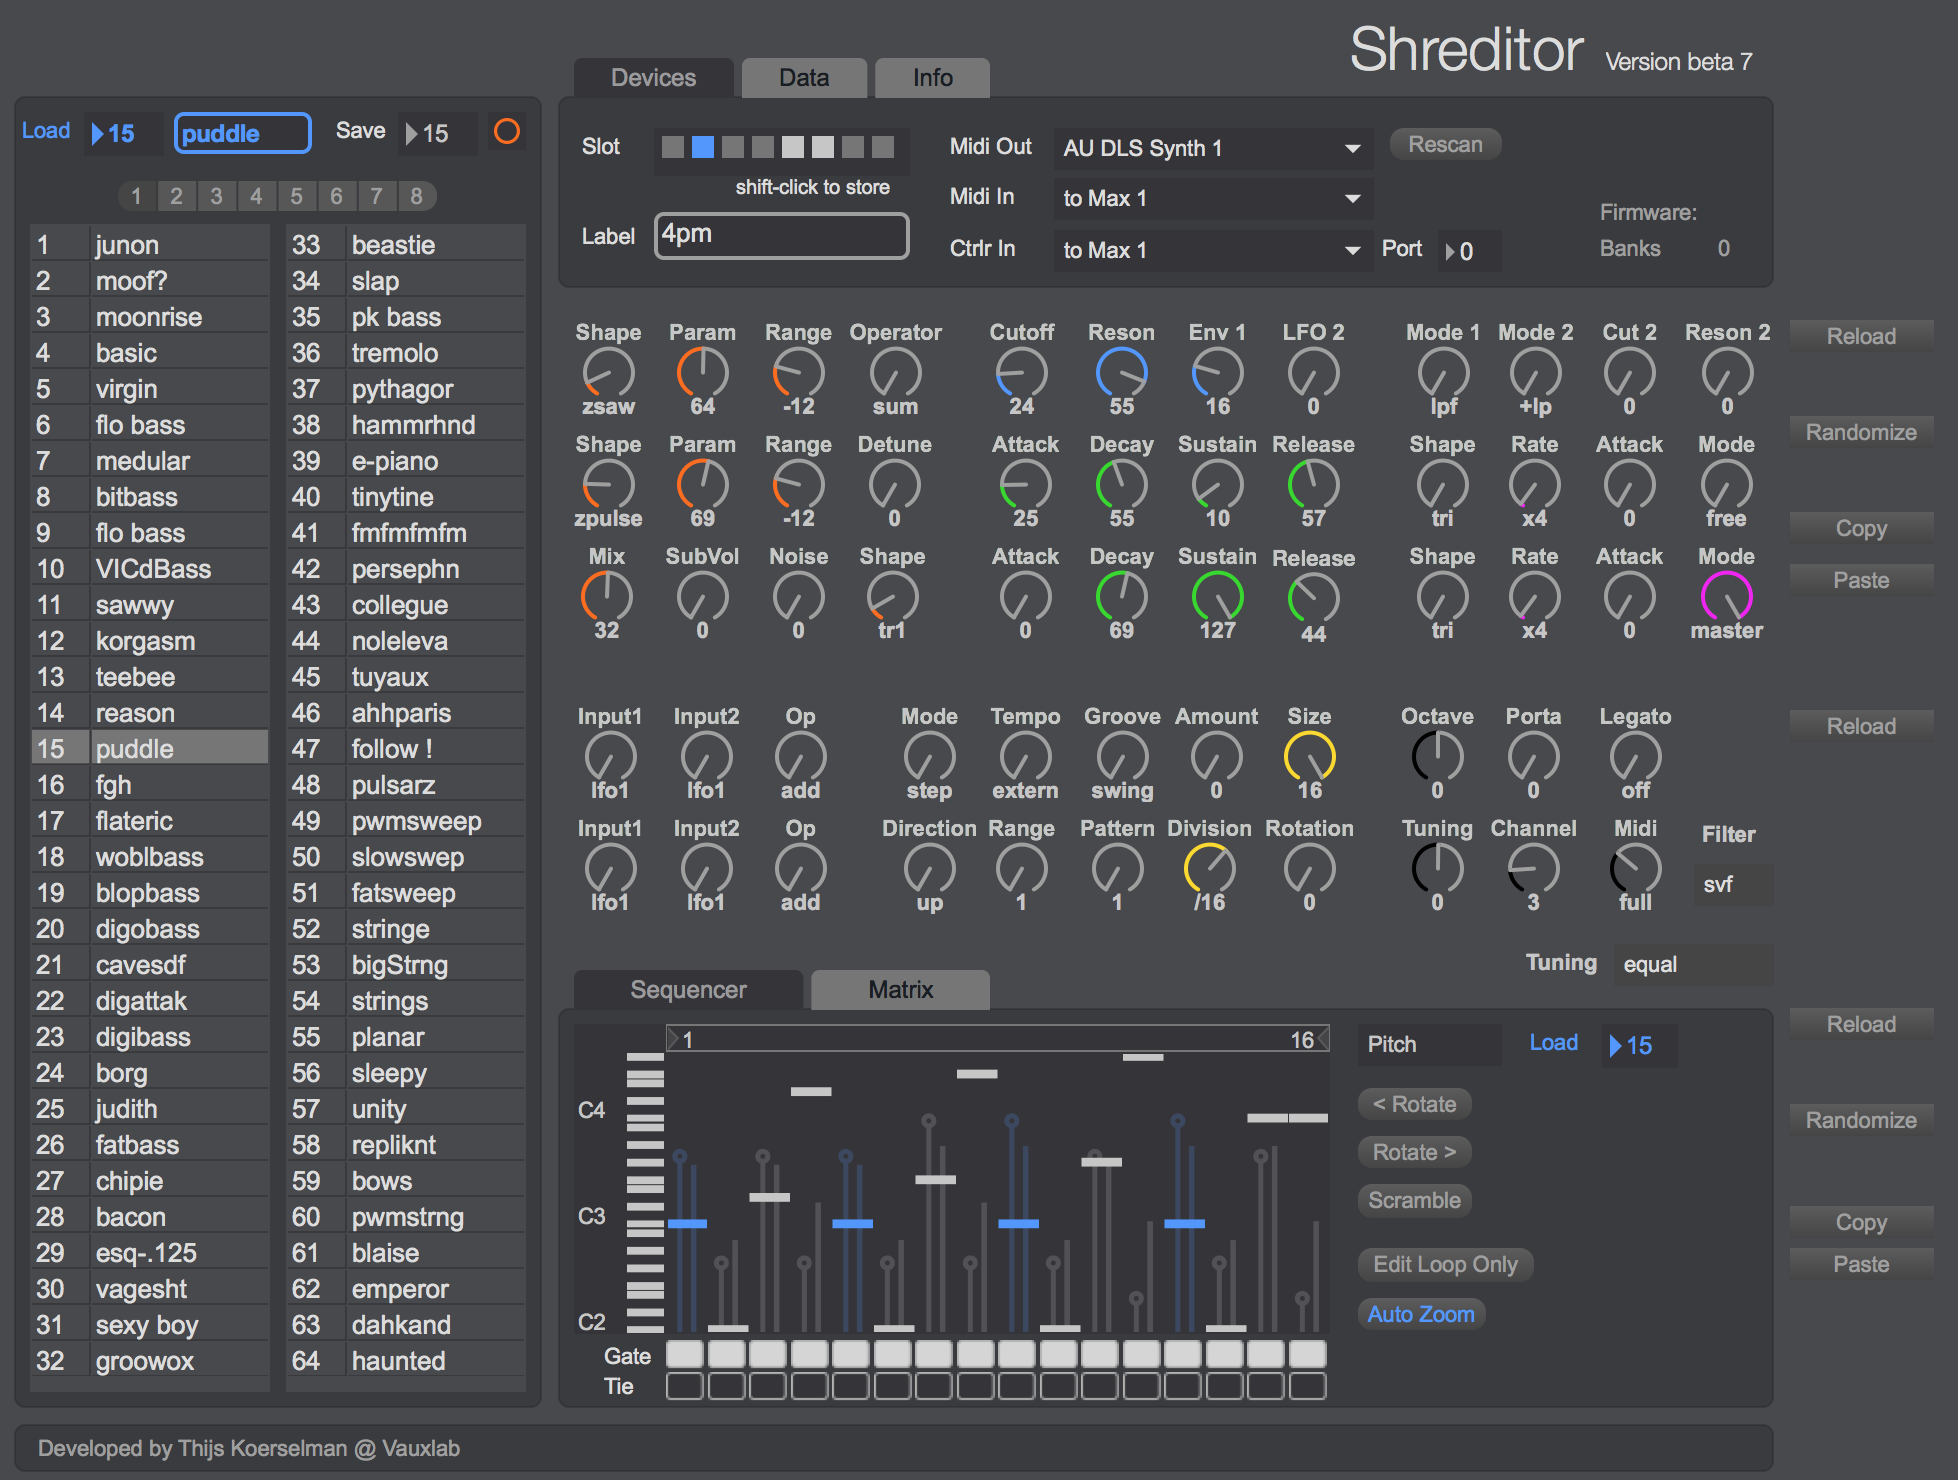 Shreditor Version beta 7
Devices Data Info
Load 15 puddle Save 15
1 2 3 4 5 6 7 8
1 junon
2 moof?
3 moonrise
4 basic
5 virgin
6 flo bass
7 medular
8 bitbass
9 flo bass
10 VICdBass
11 sawwy
12 korgasm
13 teebee
14 reason
15 puddle
16 fgh
17 flateric
18 woblbass
19 blopbass
20 digobass
21 cavesdf
22 digattak
23 digibass
24 borg
25 judith
26 fatbass
27 chipie
28 bacon
29 esq-.125
30 vagesht
31 sexy boy
32 groowox
33 beastie
34 slap
35 pk bass
36 tremolo
37 pythagor
38 hammrhnd
39 e-piano
40 tinytine
41 fmfmfmfm
42 persephn
43 collegue
44 noleleva
45 tuyaux
46 ahhparis
47 follow !
48 pulsarz
49 pwmsweep
50 slowswep
51 fatsweep
52 stringe
53 bigStrng
54 strings
55 planar
56 sleepy
57 unity
58 repliknt
59 bows
60 pwmstrng
61 blaise
62 emperor
63 dahkand
64 haunted
Slot
shift-click to store
Label 4pm
Midi Out AU DLS Synth 1 Rescan
Midi In to Max 1
Ctrlr In to Max 1 Port 0
Firmware:
Banks 0
Shape Param Range Operator Cutoff Reson Env 1 LFO 2 Mode 1 Mode 2 Cut 2 Reson 2
zsaw 64 -12 sum 24 55 16 0 lpf +lp 0 0
Shape Param Range Detune Attack Decay Sustain Release Shape Rate Attack Mode
zpulse 69 -12 0 25 55 10 57 tri x4 0 free
Mix SubVol Noise Shape Attack Decay Sustain Release Shape Rate Attack Mode
32 0 0 tr1 0 69 127 44 tri x4 0 master
Reload
Randomize
Copy
Paste
Input1 Input2 Op Mode Tempo Groove Amount Size Octave Porta Legato
lfo1 lfo1 add step extern swing 0 16 0 0 off
Reload
Input1 Input2 Op Direction Range Pattern Division Rotation Tuning Channel Midi Filter
lfo1 lfo1 add up 1 1 /16 0 0 3 full svf
Tuning equal
Sequencer Matrix
1 16
C4
C3
C2
Gate
Tie
Pitch Load 15
< Rotate
Rotate >
Scramble
Edit Loop Only
Auto Zoom
Reload
Randomize
Copy
Paste
Developed by Thijs Koerselman @ Vauxlab